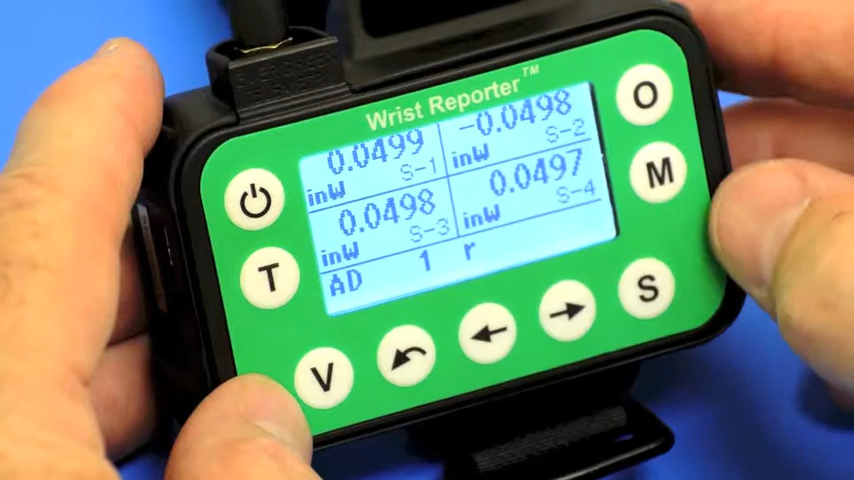 Wrist Reporter™
0.0499 -0.0498
inW S-1 inW S-2
0.0498 0.0497
inW S-3 inW S-4
AD 1 r
O
M
T
V
S